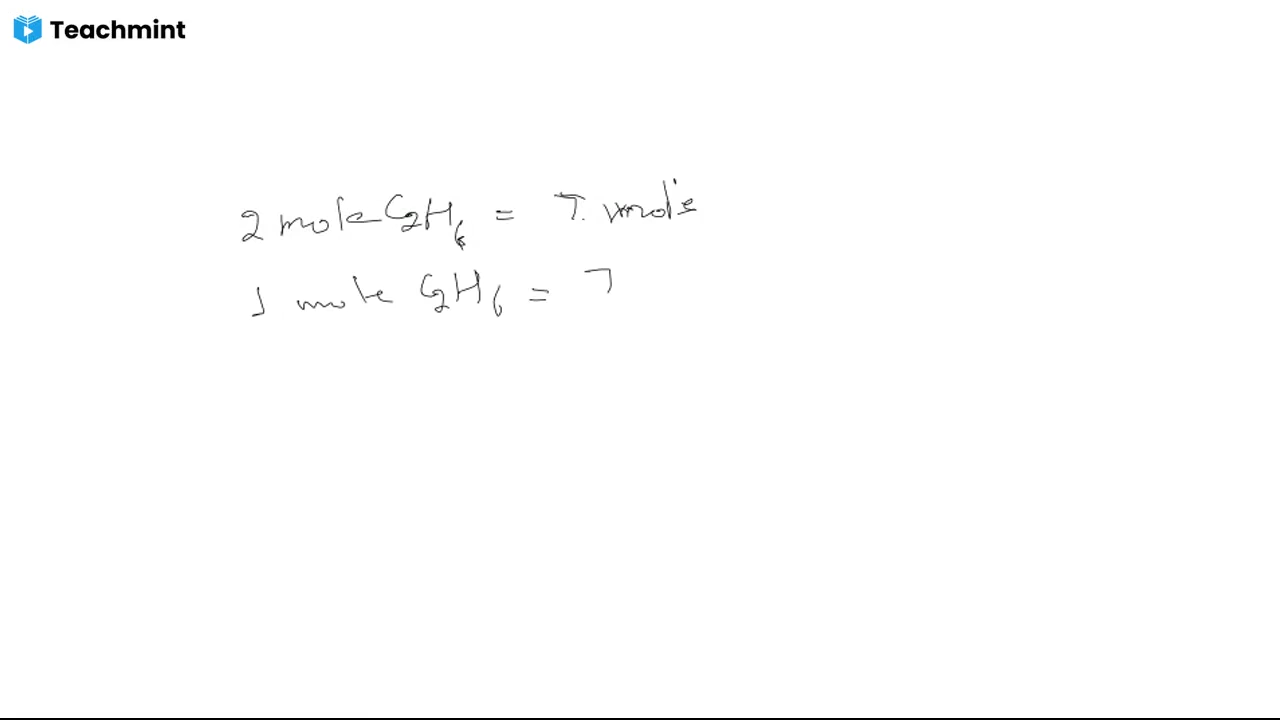 Teachmint
2 mole C2H6 = 7. mole
1 mole C2H6 = 7